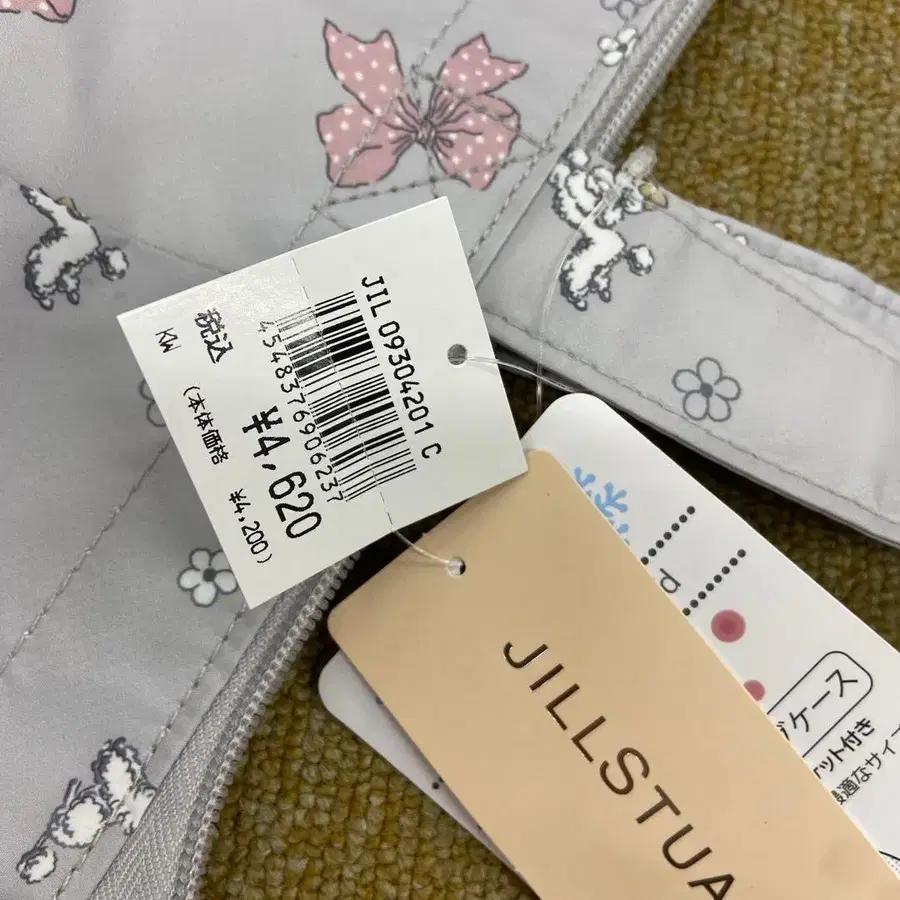 JIL 09304201 C
4548376906237
税込 ¥4,620
(本体価格 ¥4,200)
KW
JILLSTUA
d
ケース
ット付き
適なサイ